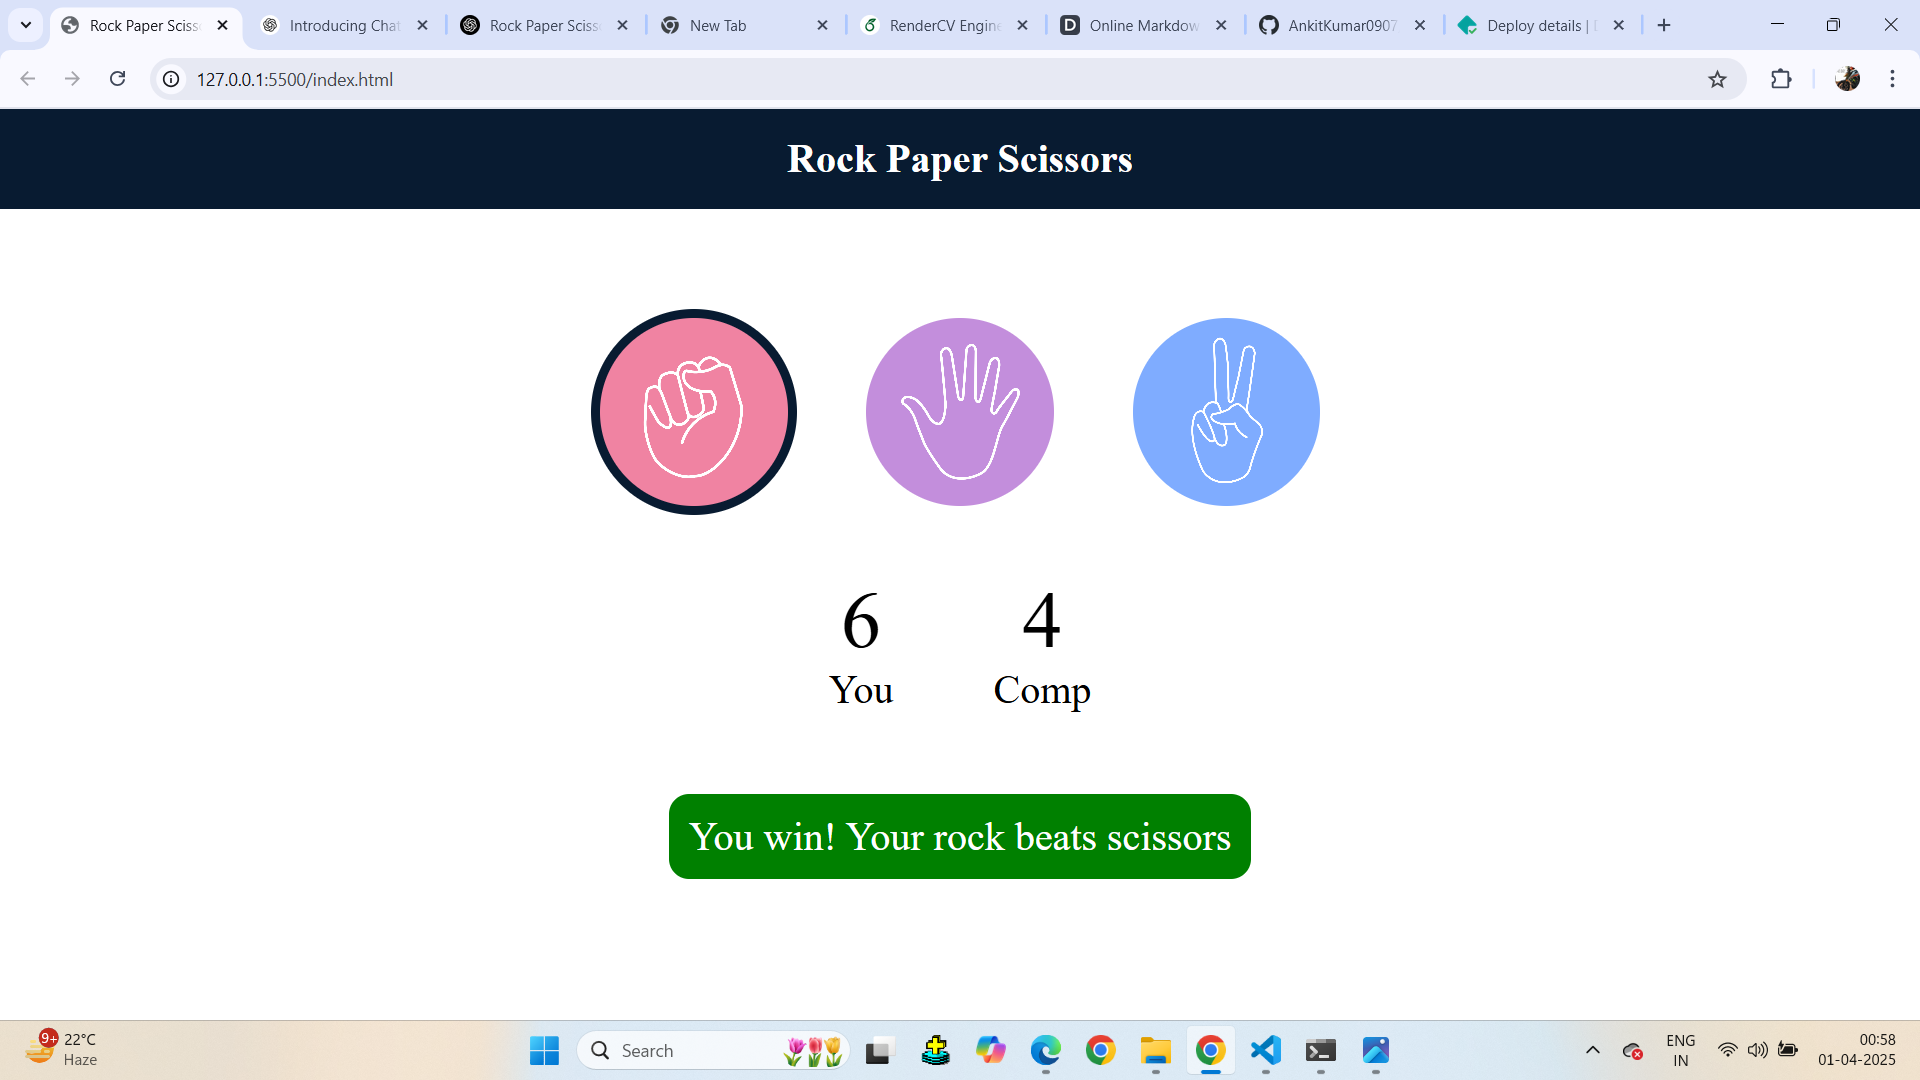 Rock Paper Sciss
Introducing Chat
Rock Paper Sciss
New Tab
RenderCV Engine
D
Online Markdow
AnkitKumar0907
Deploy details | D
127.0.0.1:5500/index.html
Rock Paper Scissors
6
4
You
Comp
You win! Your rock beats scissors
9+
22°C
Haze
Search
ENG
IN
00:58
01-04-2025